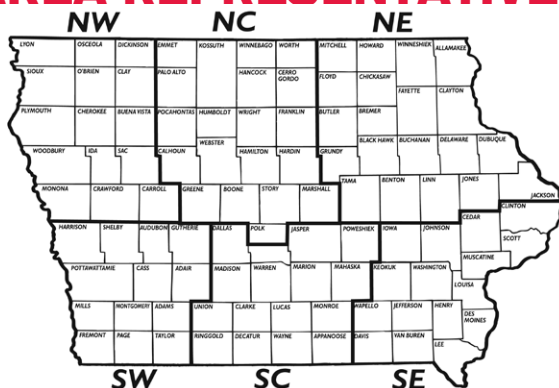 AREA REPRESENTATIVE
NW NC NE
LYON OSCEOLA DICKINSON EMMET KOSSUTH WINNEBAGO WORTH MITCHELL HOWARD WINNESHIEK ALLAMAKEE
SIOUX O'BRIEN CLAY PALO ALTO HANCOCK CERRO GORDO FLOYD CHICKASAW
FAYETTE CLAYTON
PLYMOUTH CHEROKEE BUENA VISTA POCAHONTAS HUMBOLDT WRIGHT FRANKLIN BUTLER BREMER
WOODBURY IDA SAC CALHOUN WEBSTER HAMILTON HARDIN GRUNDY BLACK HAWK BUCHANAN DELAWARE DUBUQUE
MONONA CRAWFORD CARROLL GREENE BOONE STORY MARSHALL TAMA BENTON LINN JONES JACKSON
HARRISON SHELBY AUDUBON GUTHERIE DALLAS POLK JASPER POWESHIEK IOWA JOHNSON CEDAR CLINTON
SCOTT
POTTAWATTAMIE CASS ADAIR MADISON WARREN MARION MAHASKA KEOKUK WASHINGTON MUSCATINE
LOUISA
MILLS MONTGOMERY ADAMS UNION CLARKE LUCAS MONROE WAPELLO JEFFERSON HENRY DES MOINES
FREMONT PAGE TAYLOR RINGGOLD DECATUR WAYNE APPANOOSE DAVIS VAN BUREN LEE
SW SC SE